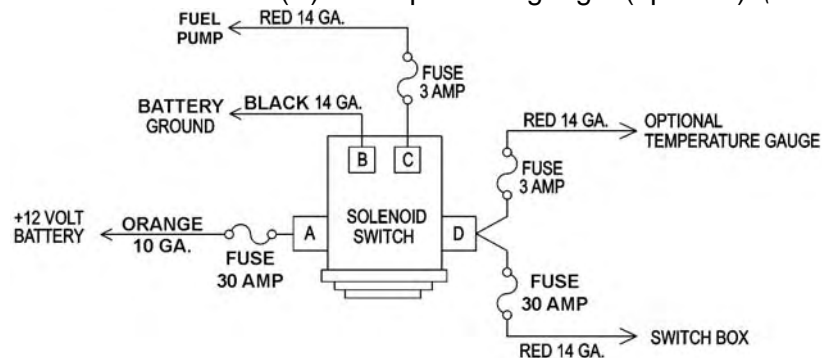 FUEL
PUMP
RED 14 GA.
FUSE
3 AMP
BATTERY
GROUND
BLACK 14 GA.
B
C
RED 14 GA.
OPTIONAL
TEMPERATURE GAUGE
FUSE
3 AMP
+12 VOLT
BATTERY
ORANGE
10 GA.
FUSE
30 AMP
A
SOLENOID
SWITCH
D
FUSE
30 AMP
RED 14 GA.
SWITCH BOX